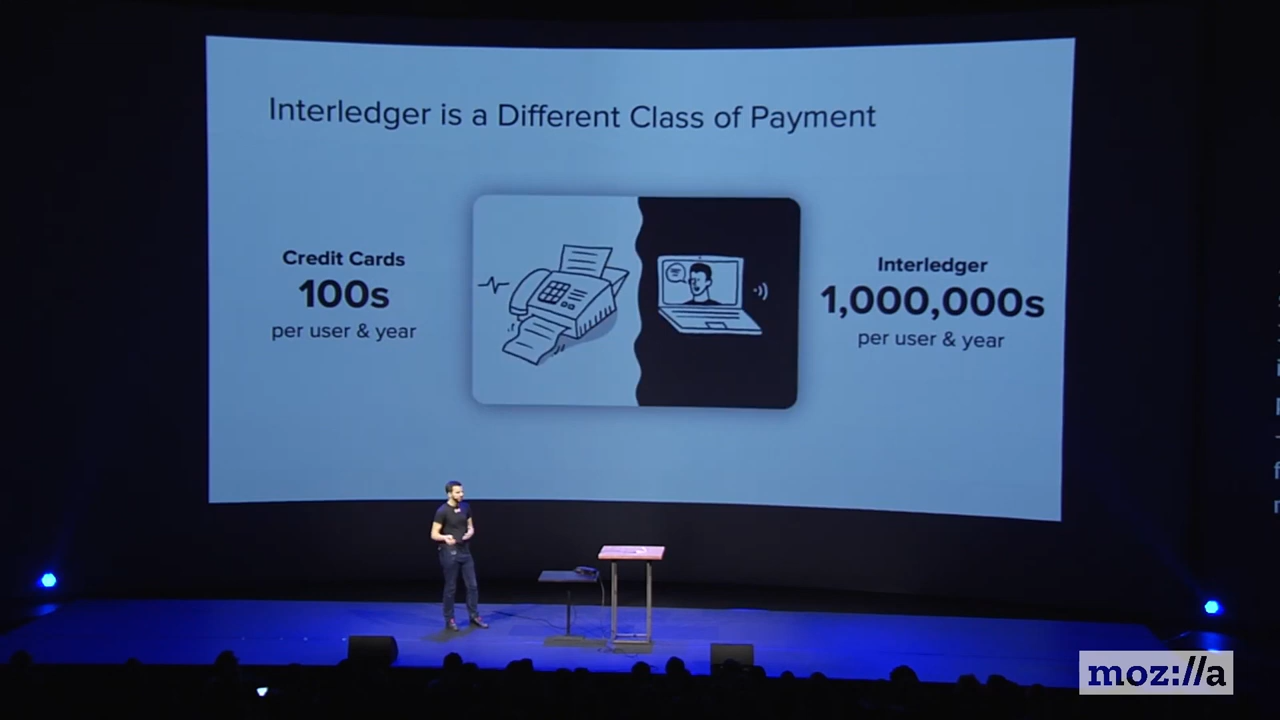 Interledger is a Different Class of Payment
Credit Cards
100s
per user & year
Interledger
1,000,000s
per user & year
moz://a